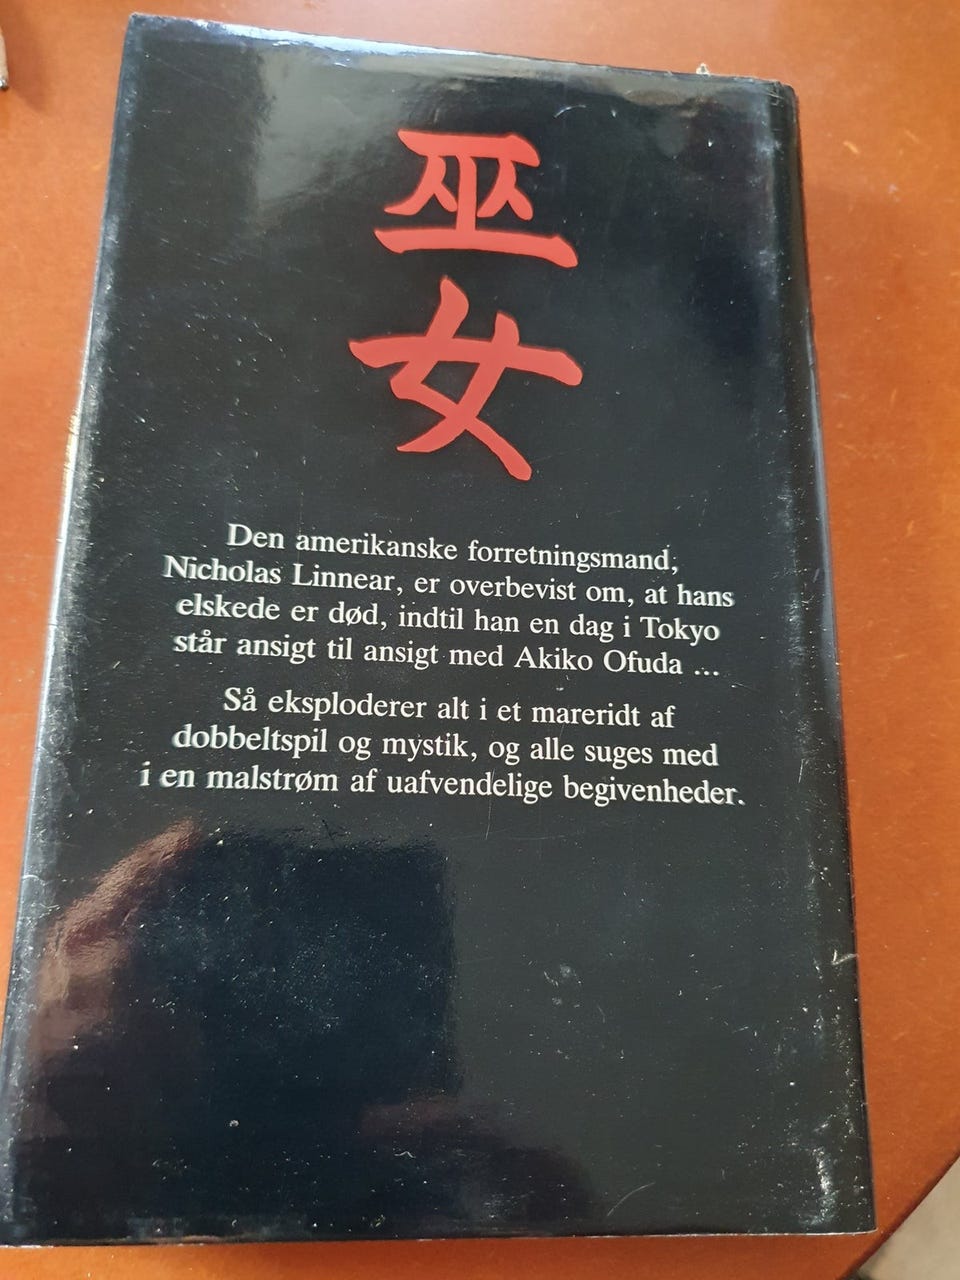 巫
女
Den amerikanske forretningsmand,
Nicholas Linnear, er overbevist om, at hans
elskede er død, indtil han en dag i Tokyo
står ansigt til ansigt med Akiko Ofuda ...
Så eksploderer alt i et mareridt af
dobbeltspil og mystik, og alle suges med
i en malstrøm af uafvendelige begivenheder.